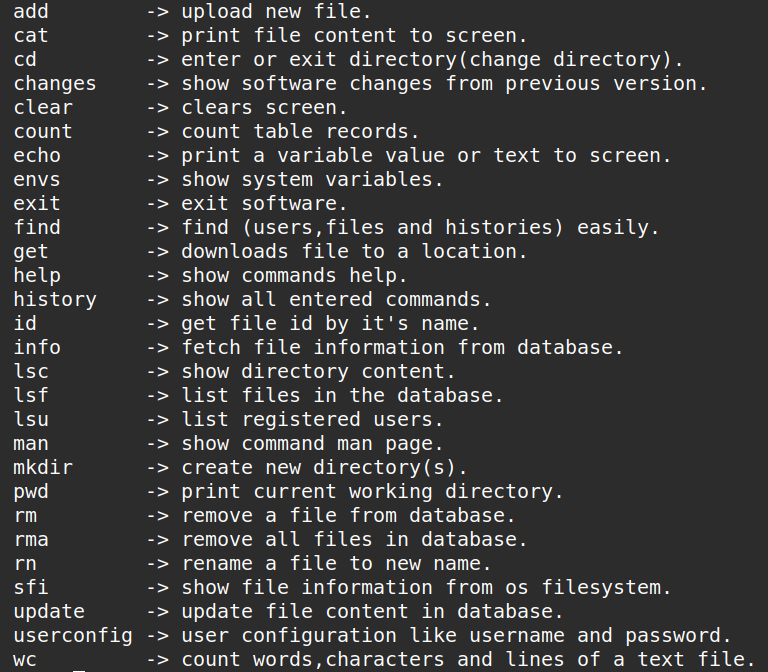 add        -> upload new file.
cat        -> print file content to screen.
cd         -> enter or exit directory(change directory).
changes    -> show software changes from previous version.
clear      -> clears screen.
count      -> count table records.
echo       -> print a variable value or text to screen.
envs       -> show system variables.
exit       -> exit software.
find       -> find (users,files and histories) easily.
get        -> downloads file to a location.
help       -> show commands help.
history    -> show all entered commands.
id         -> get file id by it's name.
info       -> fetch file information from database.
lsc        -> show directory content.
lsf        -> list files in the database.
lsu        -> list registered users.
man        -> show command man page.
mkdir      -> create new directory(s).
pwd        -> print current working directory.
rm         -> remove a file from database.
rma        -> remove all files in database.
rn         -> rename a file to new name.
sfi        -> show file information from os filesystem.
update     -> update file content in database.
userconfig -> user configuration like username and password.
wc         -> count words,characters and lines of a text file.